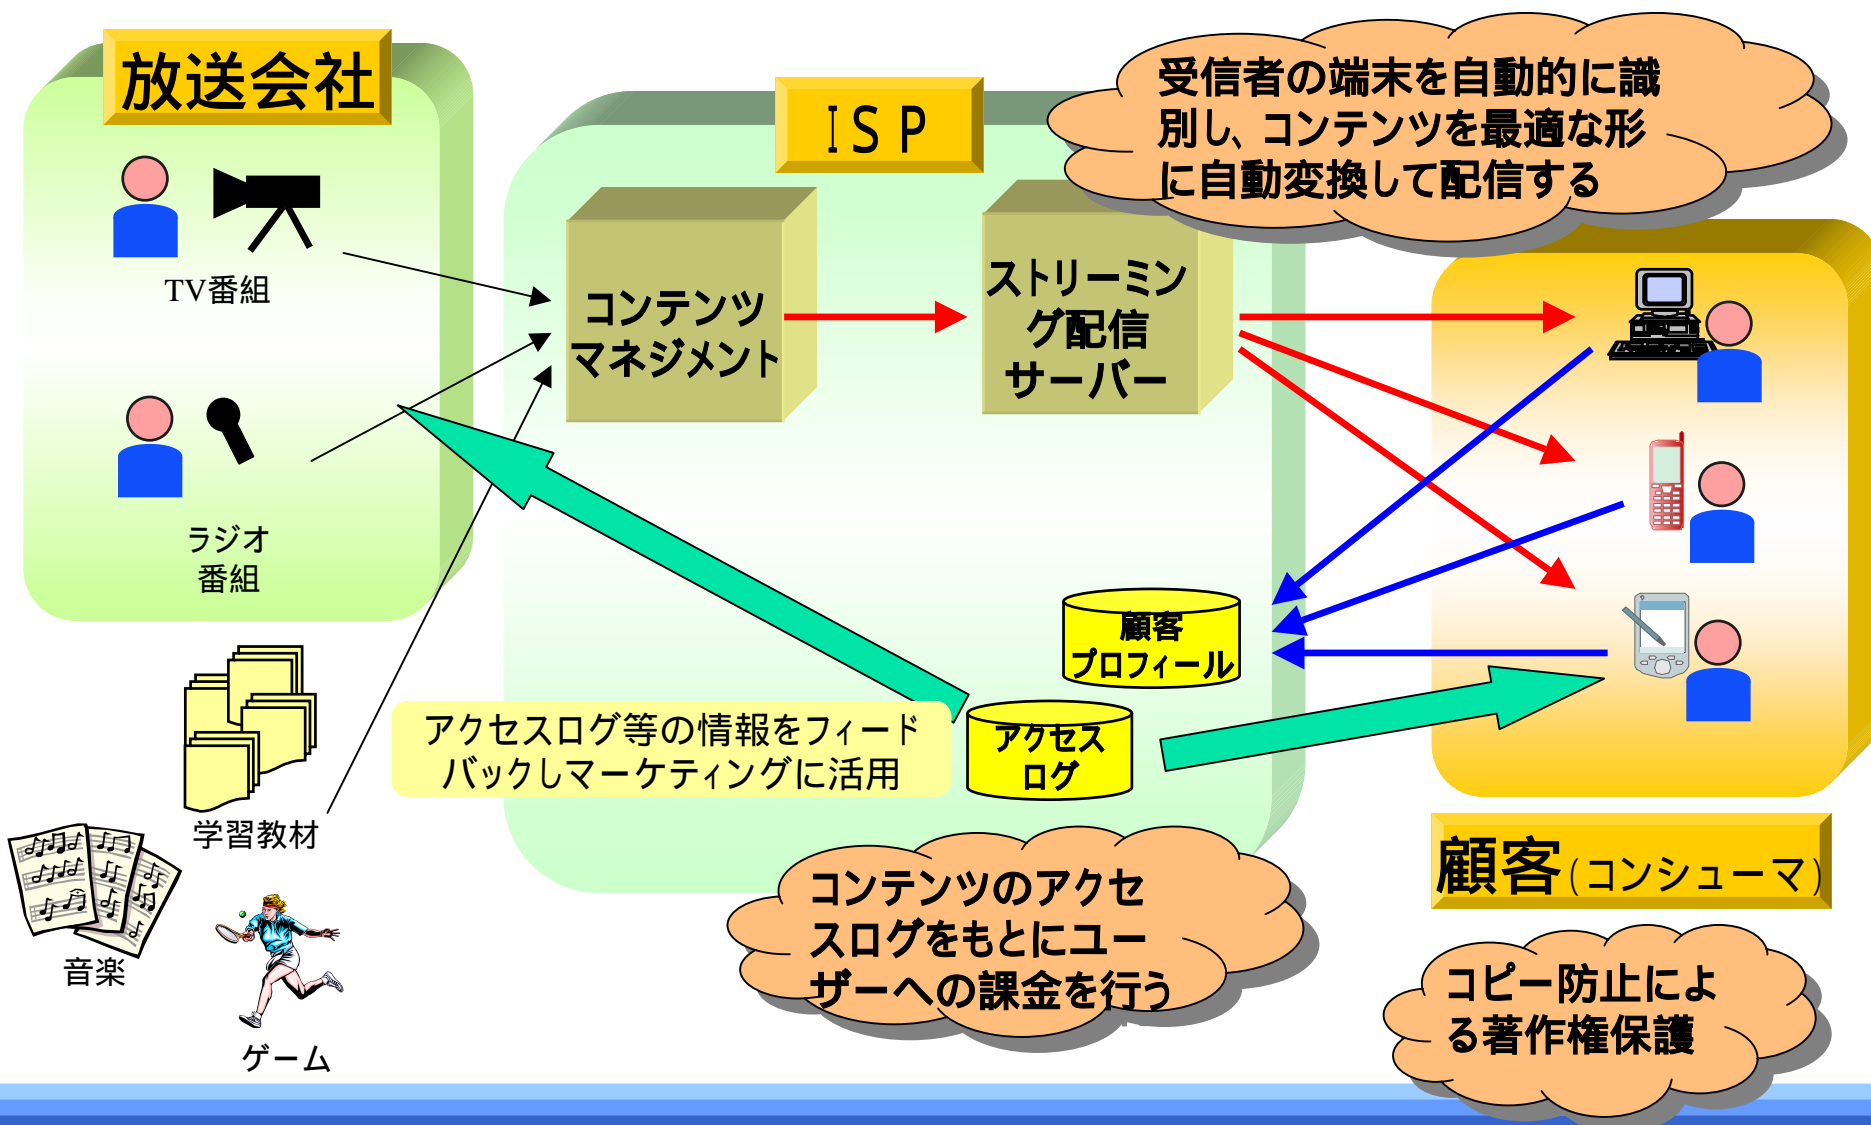 放送会社
TV番組
ラジオ
番組
学習教材
音楽
ゲーム
ISP
コンテンツ
マネジメント
ストリーミン
グ配信
サーバー
受信者の端末を自動的に識
別し、コンテンツを最適な形
に自動変換して配信する
顧客
プロフィール
アクセス
ログ
アクセスログ等の情報をフィード
バックしマーケティングに活用
コンテンツのアクセ
スログをもとにユー
ザーへの課金を行う
顧客(コンシューマ)
コピー防止によ
る著作権保護